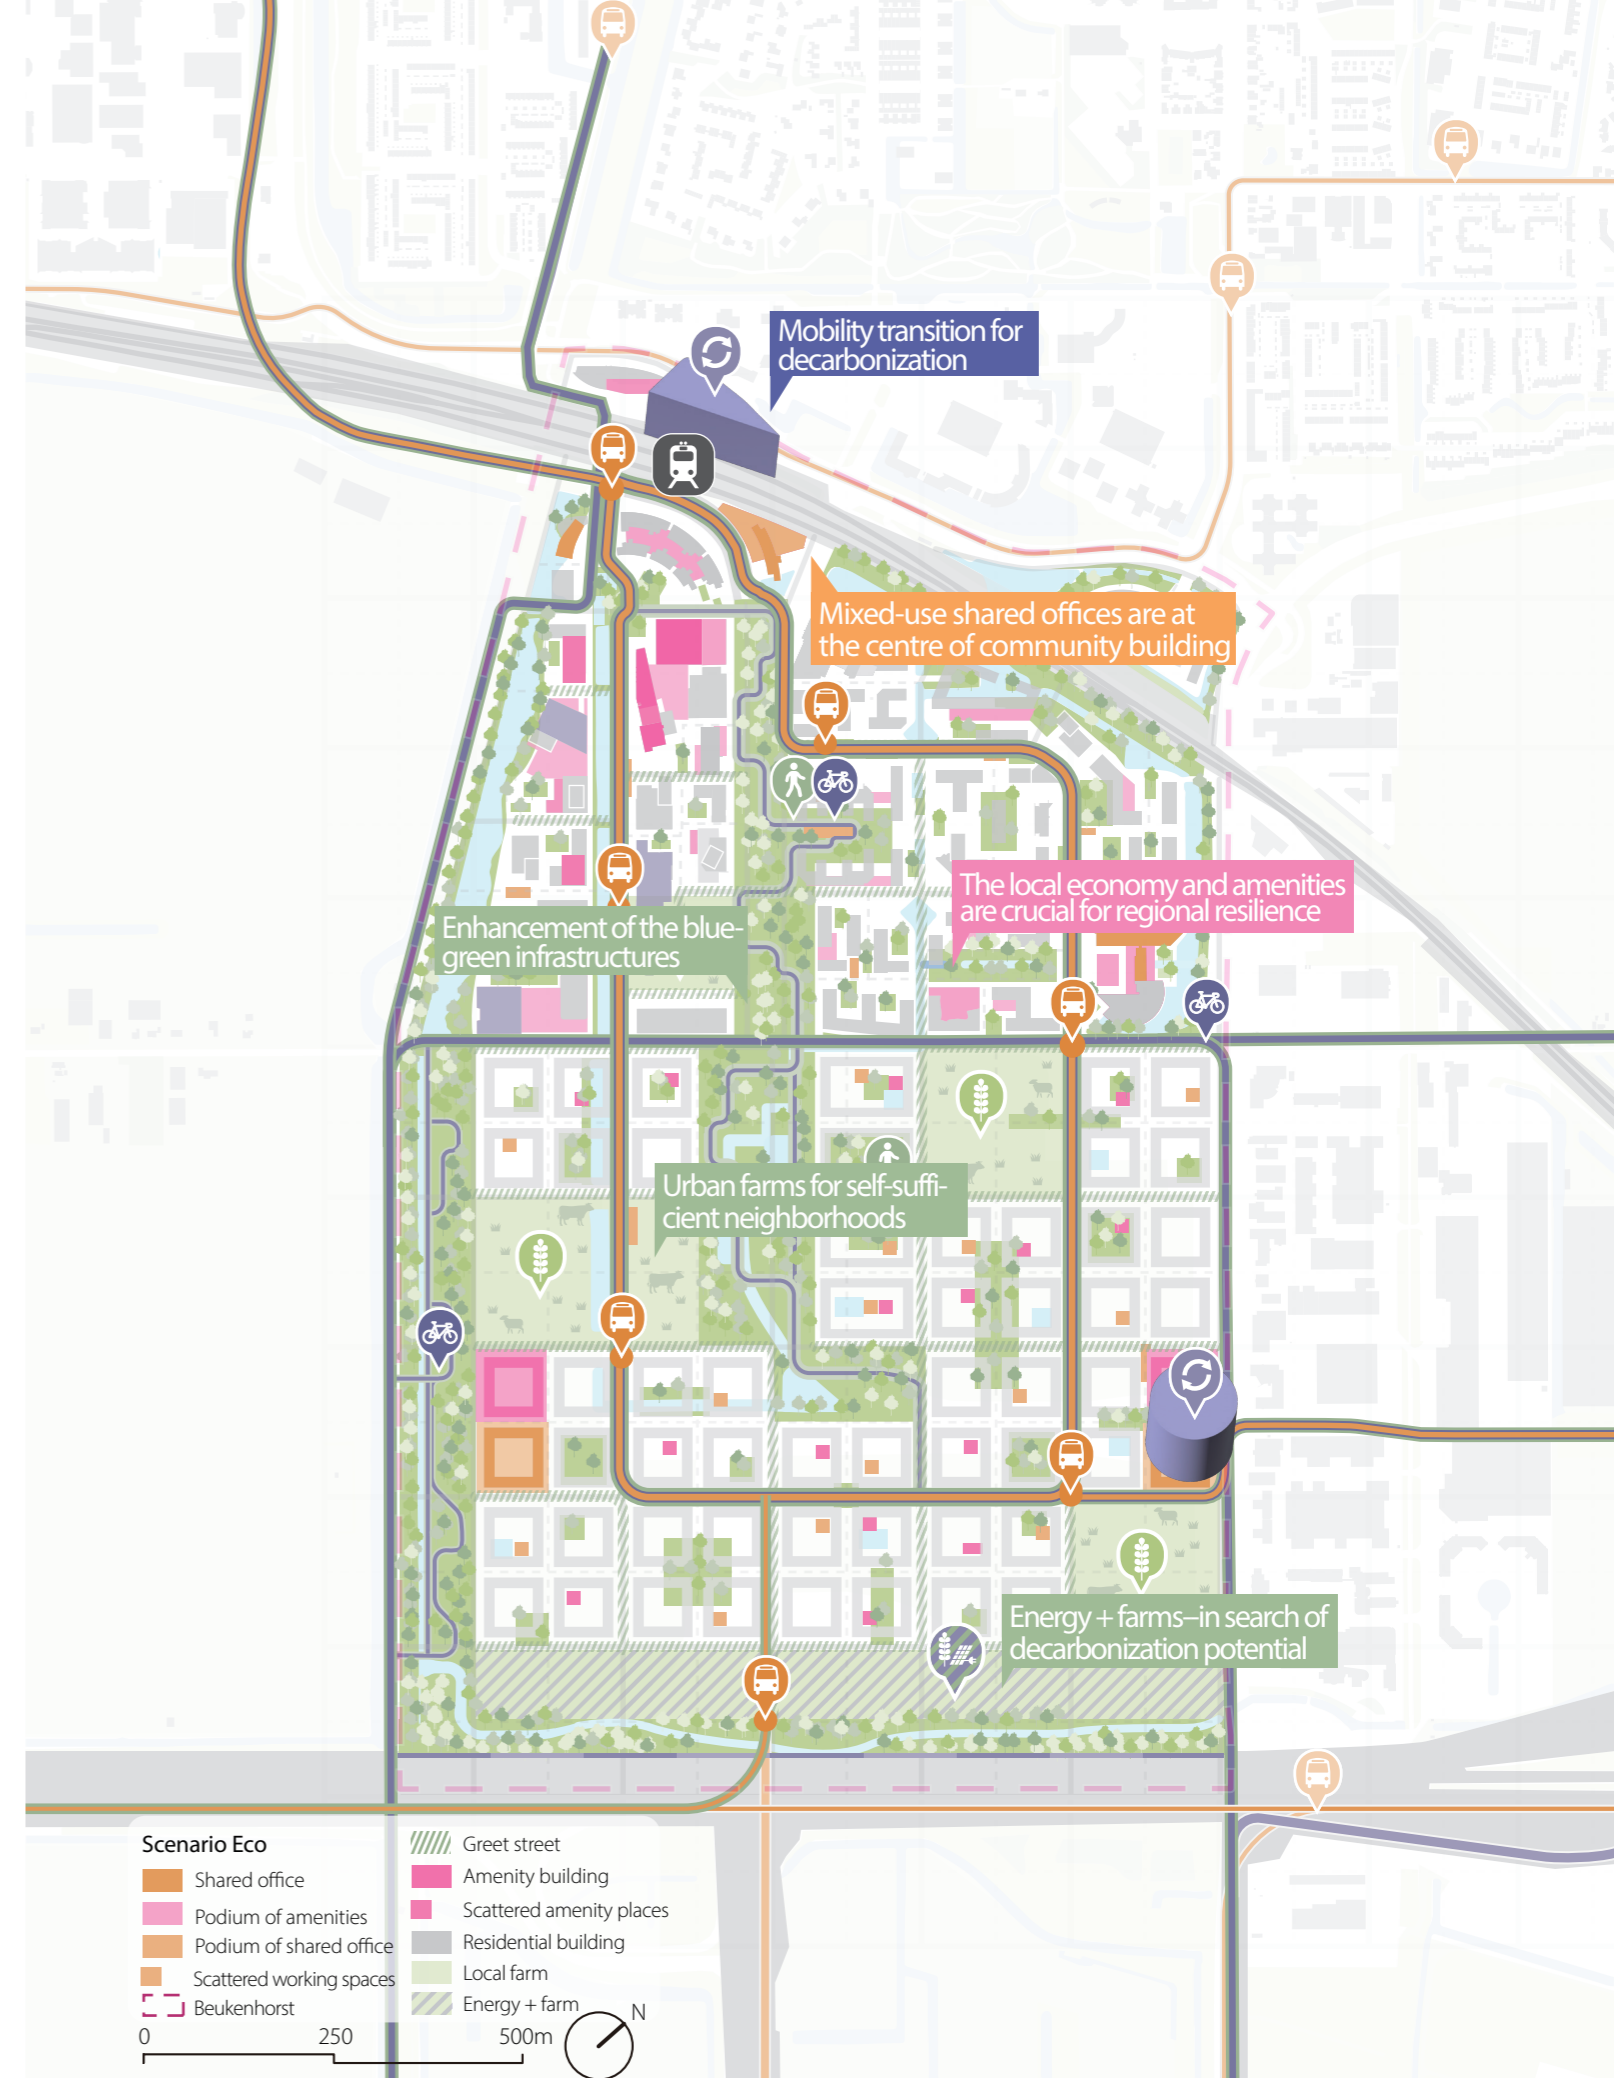 Mobility transition for
decarbonization
Mixed-use shared offices are at
the centre of community building
The local economy and amenities
are crucial for regional resilience
Enhancement of the blue-
green infrastructures
Urban farms for self-suffi-
cient neighborhoods
Energy + farms–in search of
decarbonization potential
Scenario Eco
Shared office
Podium of amenities
Podium of shared office
Scattered working spaces
Beukenhorst
Greet street
Amenity building
Scattered amenity places
Residential building
Local farm
Energy + farm
0 250 500m
N